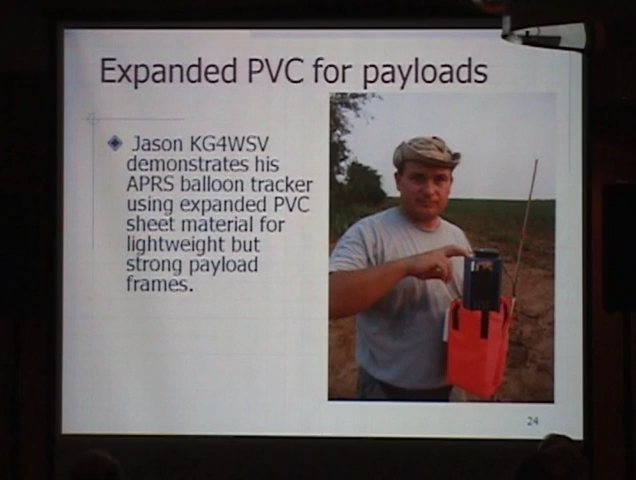 Expanded PVC for payloads
Jason KG4WSV
demonstrates his
APRS balloon tracker
using expanded PVC
sheet material for
lightweight but
strong payload
frames.
24